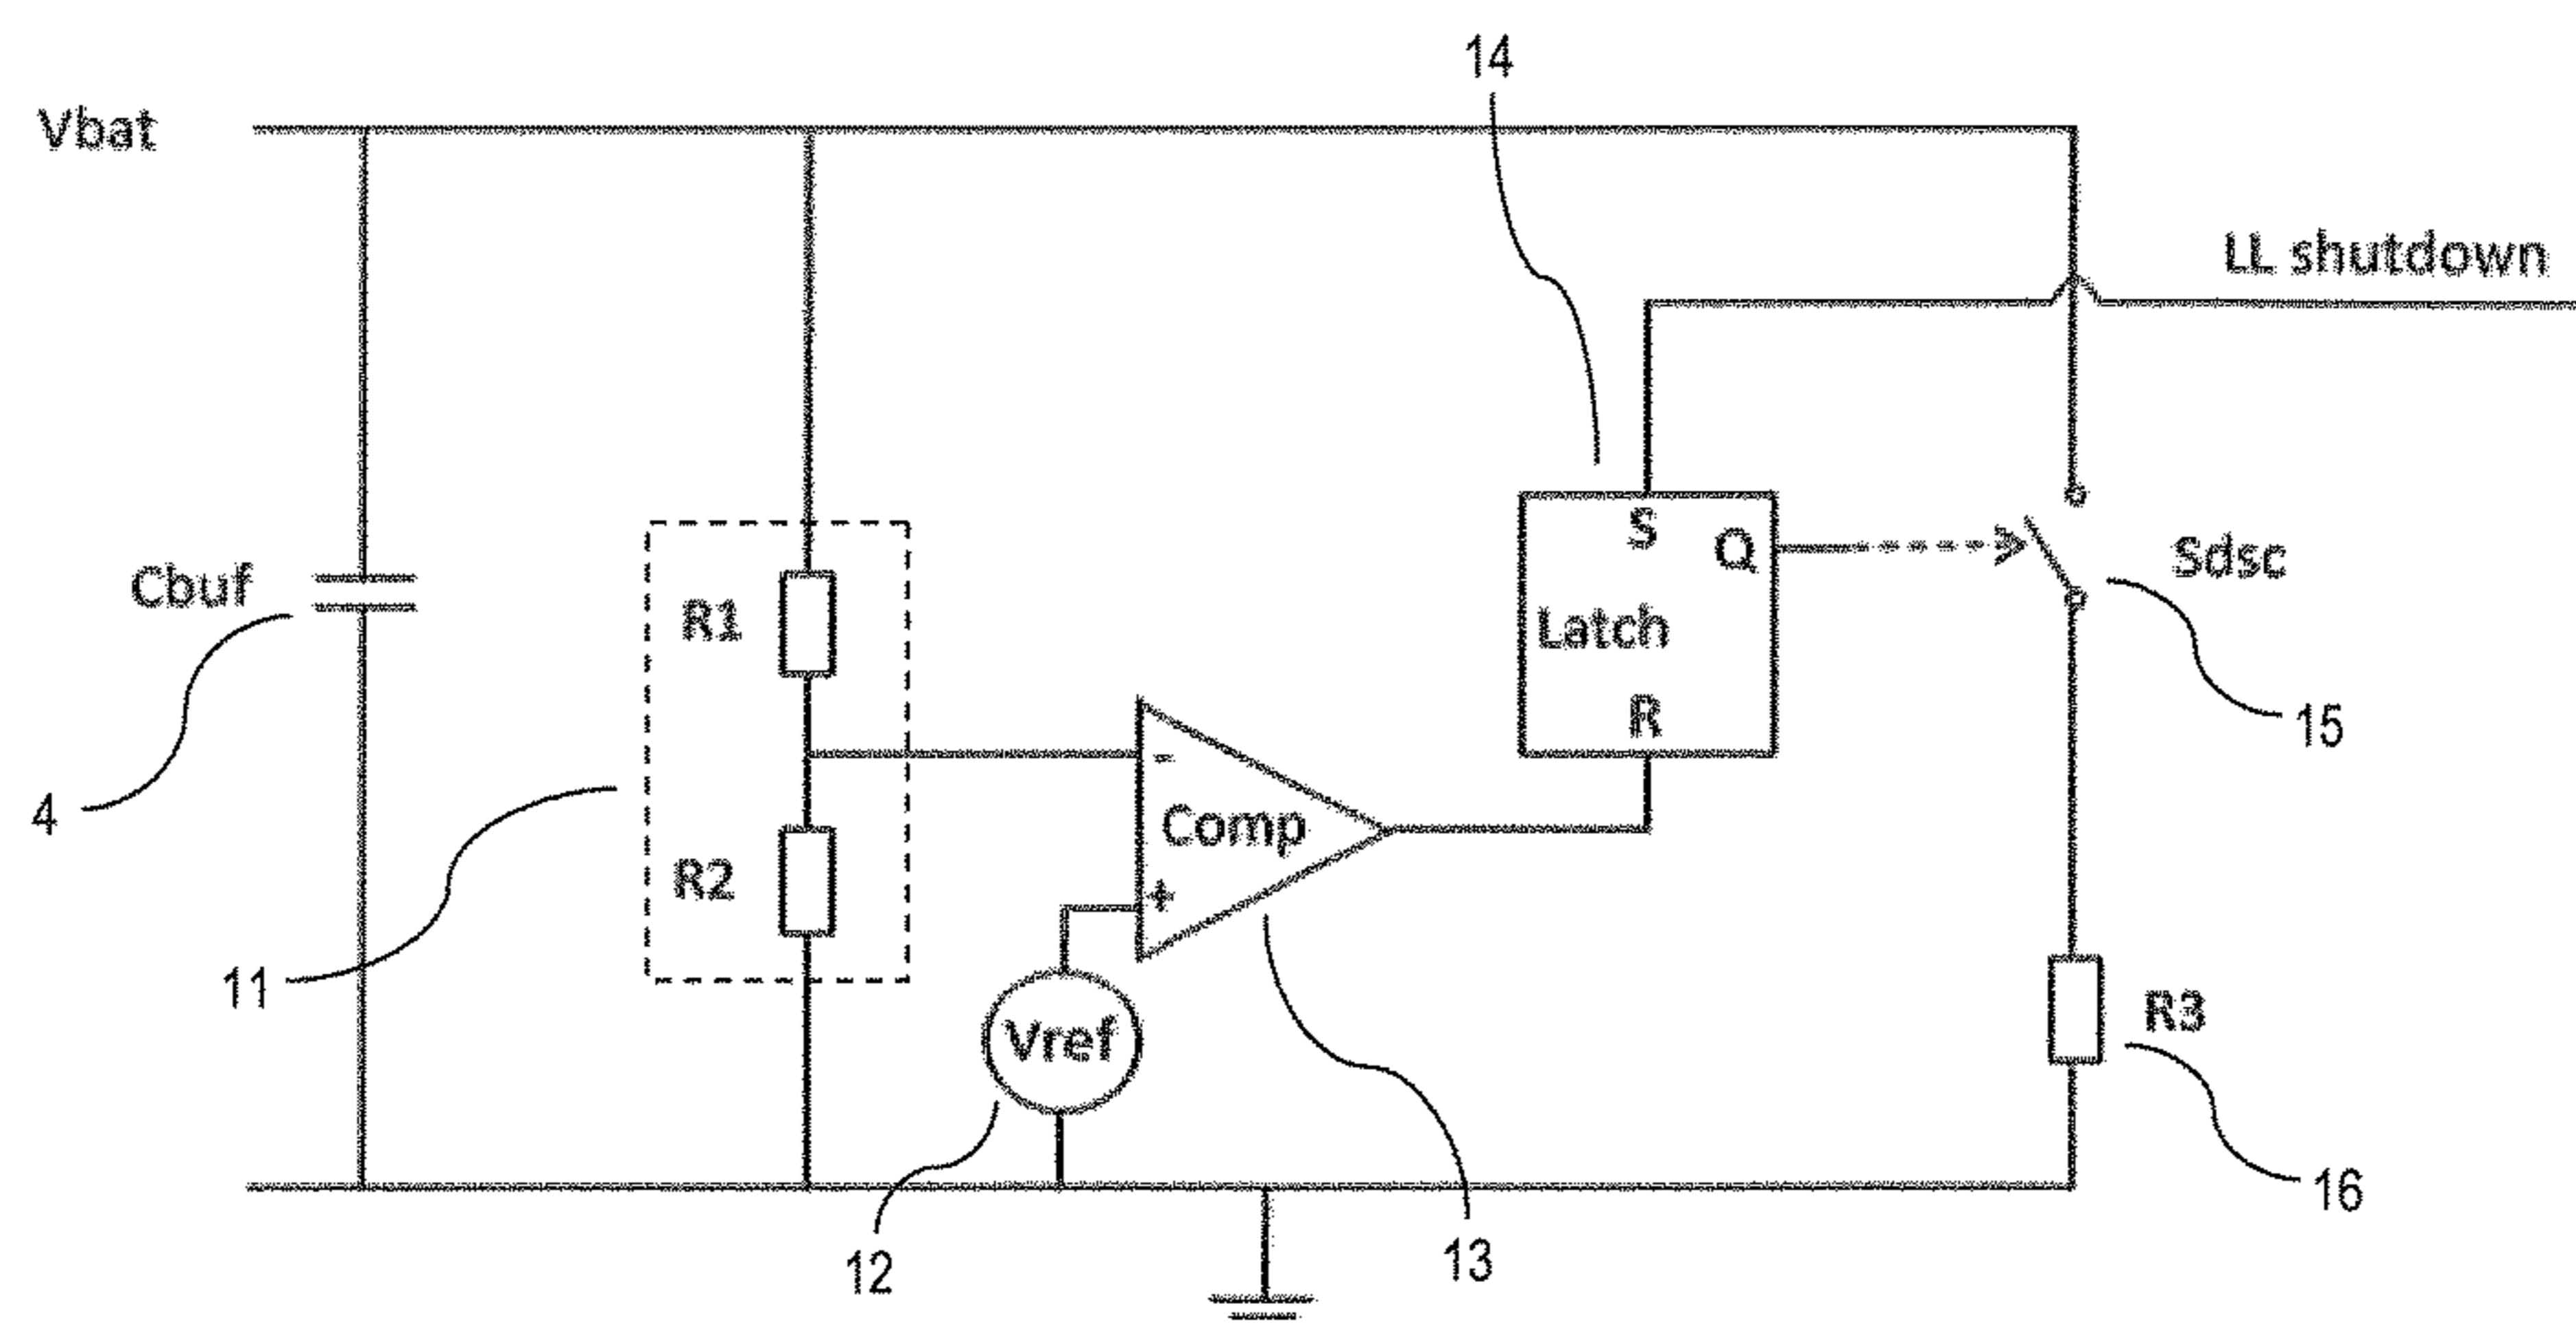 14
Vbat
LL shutdown
S
Q
Sdsc
Cbuf
R1
Latch
R
15
4
-
Comp
R2
+
11
Vref
R3
16
12
13